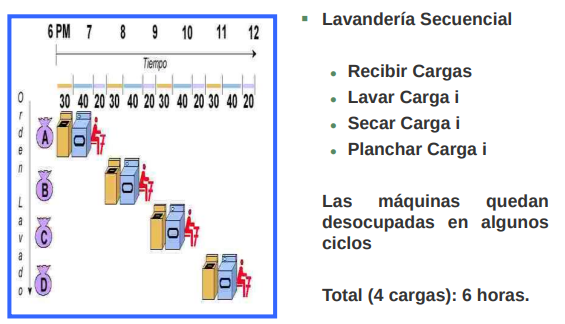 6 PM 7 8 9 10 11 12
Tiempo
30 40 20 30 40 20 30 40 20 30 40 20
Orden Lavado
A
B
C
D
Lavandería Secuencial
Recibir Cargas
Lavar Carga i
Secar Carga i
Planchar Carga i
Las máquinas quedan
desocupadas en algunos
ciclos
Total (4 cargas): 6 horas.